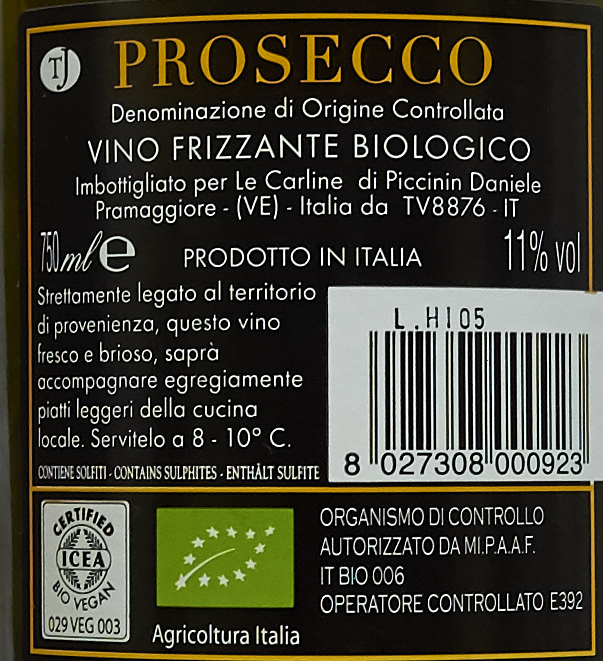 TJ PROSECCO
Denominazione di Origine Controllata
VINO FRIZZANTE BIOLOGICO
Imbottigliato per Le Carline di Piccinin Daniele
Pramaggiore - (VE) - Italia da TV8876 - IT
750 ml e PRODOTTO IN ITALIA 11% vol
Strettamente legato al territorio
di provenienza, questo vino
fresco e brioso, saprà
accompagnare egregiamente
piatti leggeri della cucina
locale. Servitelo a 8 - 10° C.
CONTIENE SOLFITI - CONTAINS SULPHITES - ENTHÄLT SULFITE
L.H105
8 027308 000923
CERTIFIED
ICEA
BIO VEGAN
029 VEG 003
Agricoltura Italia
ORGANISMO DI CONTROLLO
AUTORIZZATO DA MI.P.A.A.F.
IT BIO 006
OPERATORE CONTROLLATO E392